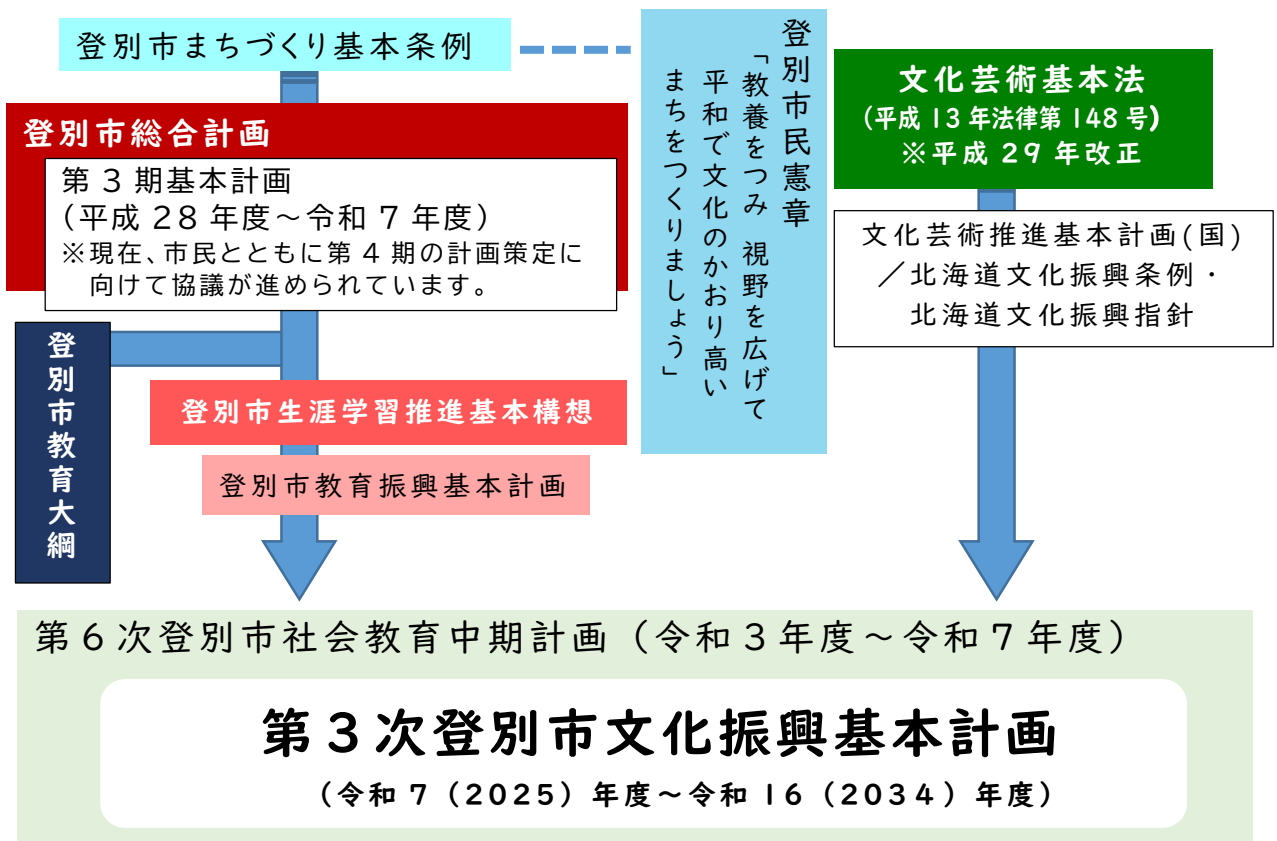 登別市まちづくり基本条例
登別市総合計画
第３期基本計画
（平成 28 年度～令和 7 年度）
※現在、市民とともに第 4 期の計画策定に
向けて協議が進められています。
登別市教育大綱
登別市生涯学習推進基本構想
登別市教育振興基本計画
登別市民憲章
「教養をつみ　視野を広げて
平和で文化のかおり高い
まちをつくりましょう」
文化芸術基本法
(平成 13 年法律第 148 号)
※平成 29 年改正
文化芸術推進基本計画(国)
／北海道文化振興条例・
北海道文化振興指針
第６次登別市社会教育中期計画（令和３年度～令和７年度）
第３次登別市文化振興基本計画
（令和 7（2025）年度～令和 16（2034）年度）